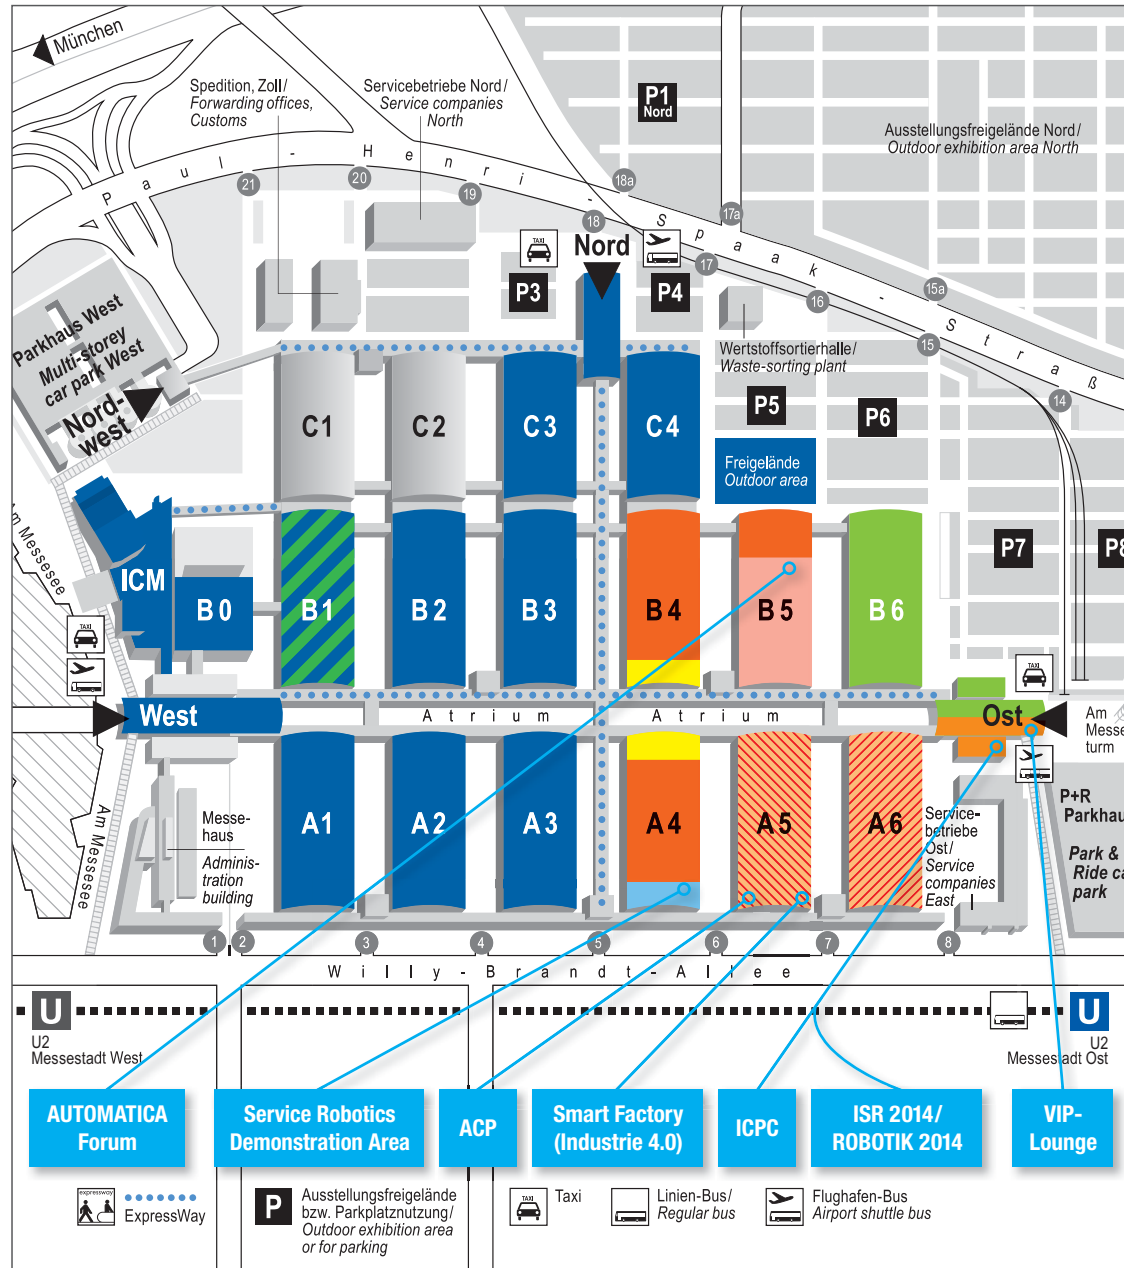 München
Spedition, Zoll/
Forwarding offices,
Customs
Servicebetriebe Nord/
Service companies
North
P1
Nord
Ausstellungsfreigelände Nord/
Outdoor exhibition area North
Paul-Henri-Spaak-Straß
21
20
19
18
18a
17a
17
16
15a
15
14
TAXI
Nord
P3
P4
Parkhaus West
Multi-storey
car park West
Nord-
west
Wertstoffsortierhalle/
Waste-sorting plant
P5
P6
C1
C2
C3
C4
Freigelände
Outdoor area
Am Messesee
ICM
B0
B1
B2
B3
B4
B5
B6
P7
P8
TAXI
TAXI
West
Atrium
Atrium
Ost
Am
Messe
turm
Messe-
haus
Adminis-
tration
building
A1
A2
A3
A4
A5
A6
Service-
betriebe
Ost/
Service
companies
East
P+R
Parkhau
Park &
Ride ca
park
Am Messesee
1
2
3
4
5
6
7
8
Willy-Brandt-Allee
U
U2
Messestadt West
U
U2
Messestadt Ost
AUTOMATICA
Forum
Service Robotics
Demonstration Area
ACP
Smart Factory
(Industrie 4.0)
ICPC
ISR 2014/
ROBOTIK 2014
VIP-
Lounge
expressway
ExpressWay
P
Ausstellungsfreigelände
bzw. Parkplatznutzung/
Outdoor exhibition area
or for parking
TAXI
Taxi
Linien-Bus/
Regular bus
Flughafen-Bus
Airport shuttle bus